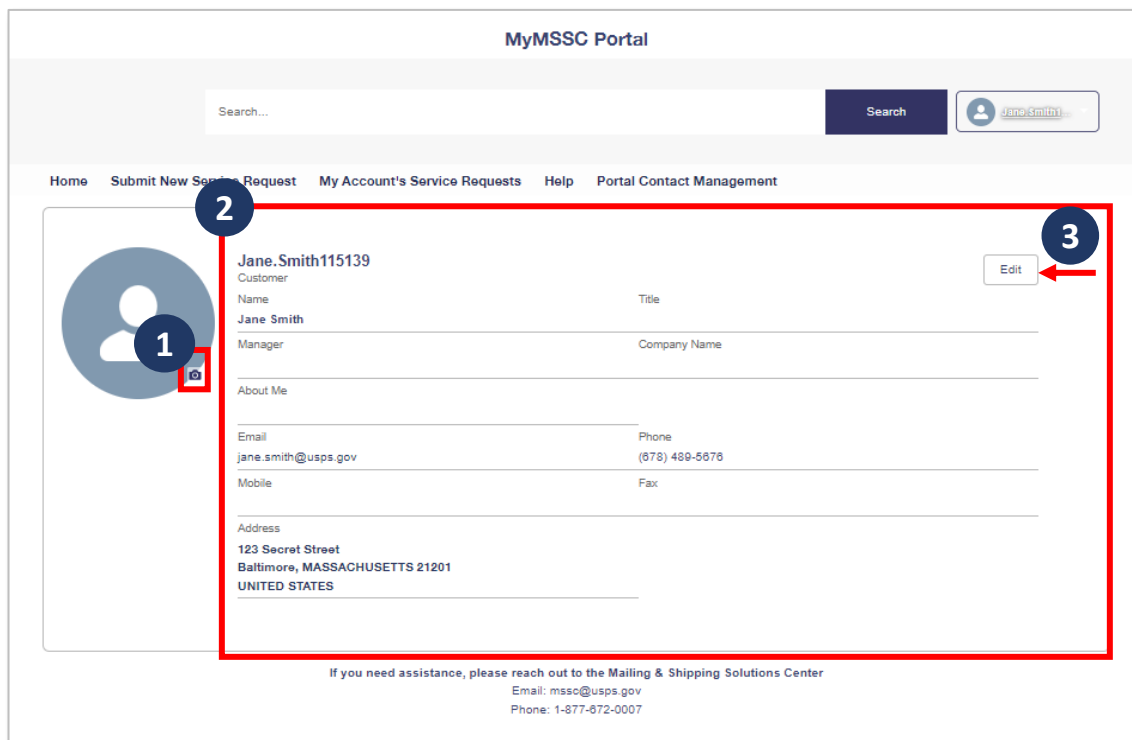 MyMSSC Portal
Search...
Search
Jane.Smith1...
Home Submit New Service Request My Account's Service Requests Help Portal Contact Management
2
3
Jane.Smith115139
Edit
Customer
Name Title
Jane Smith
1
Manager Company Name
About Me
Email Phone
jane.smith@usps.gov (678) 489-5676
Mobile Fax
Address
123 Secret Street
Baltimore, MASSACHUSETTS 21201
UNITED STATES
If you need assistance, please reach out to the Mailing & Shipping Solutions Center
Email: mssc@usps.gov
Phone: 1-877-672-0007